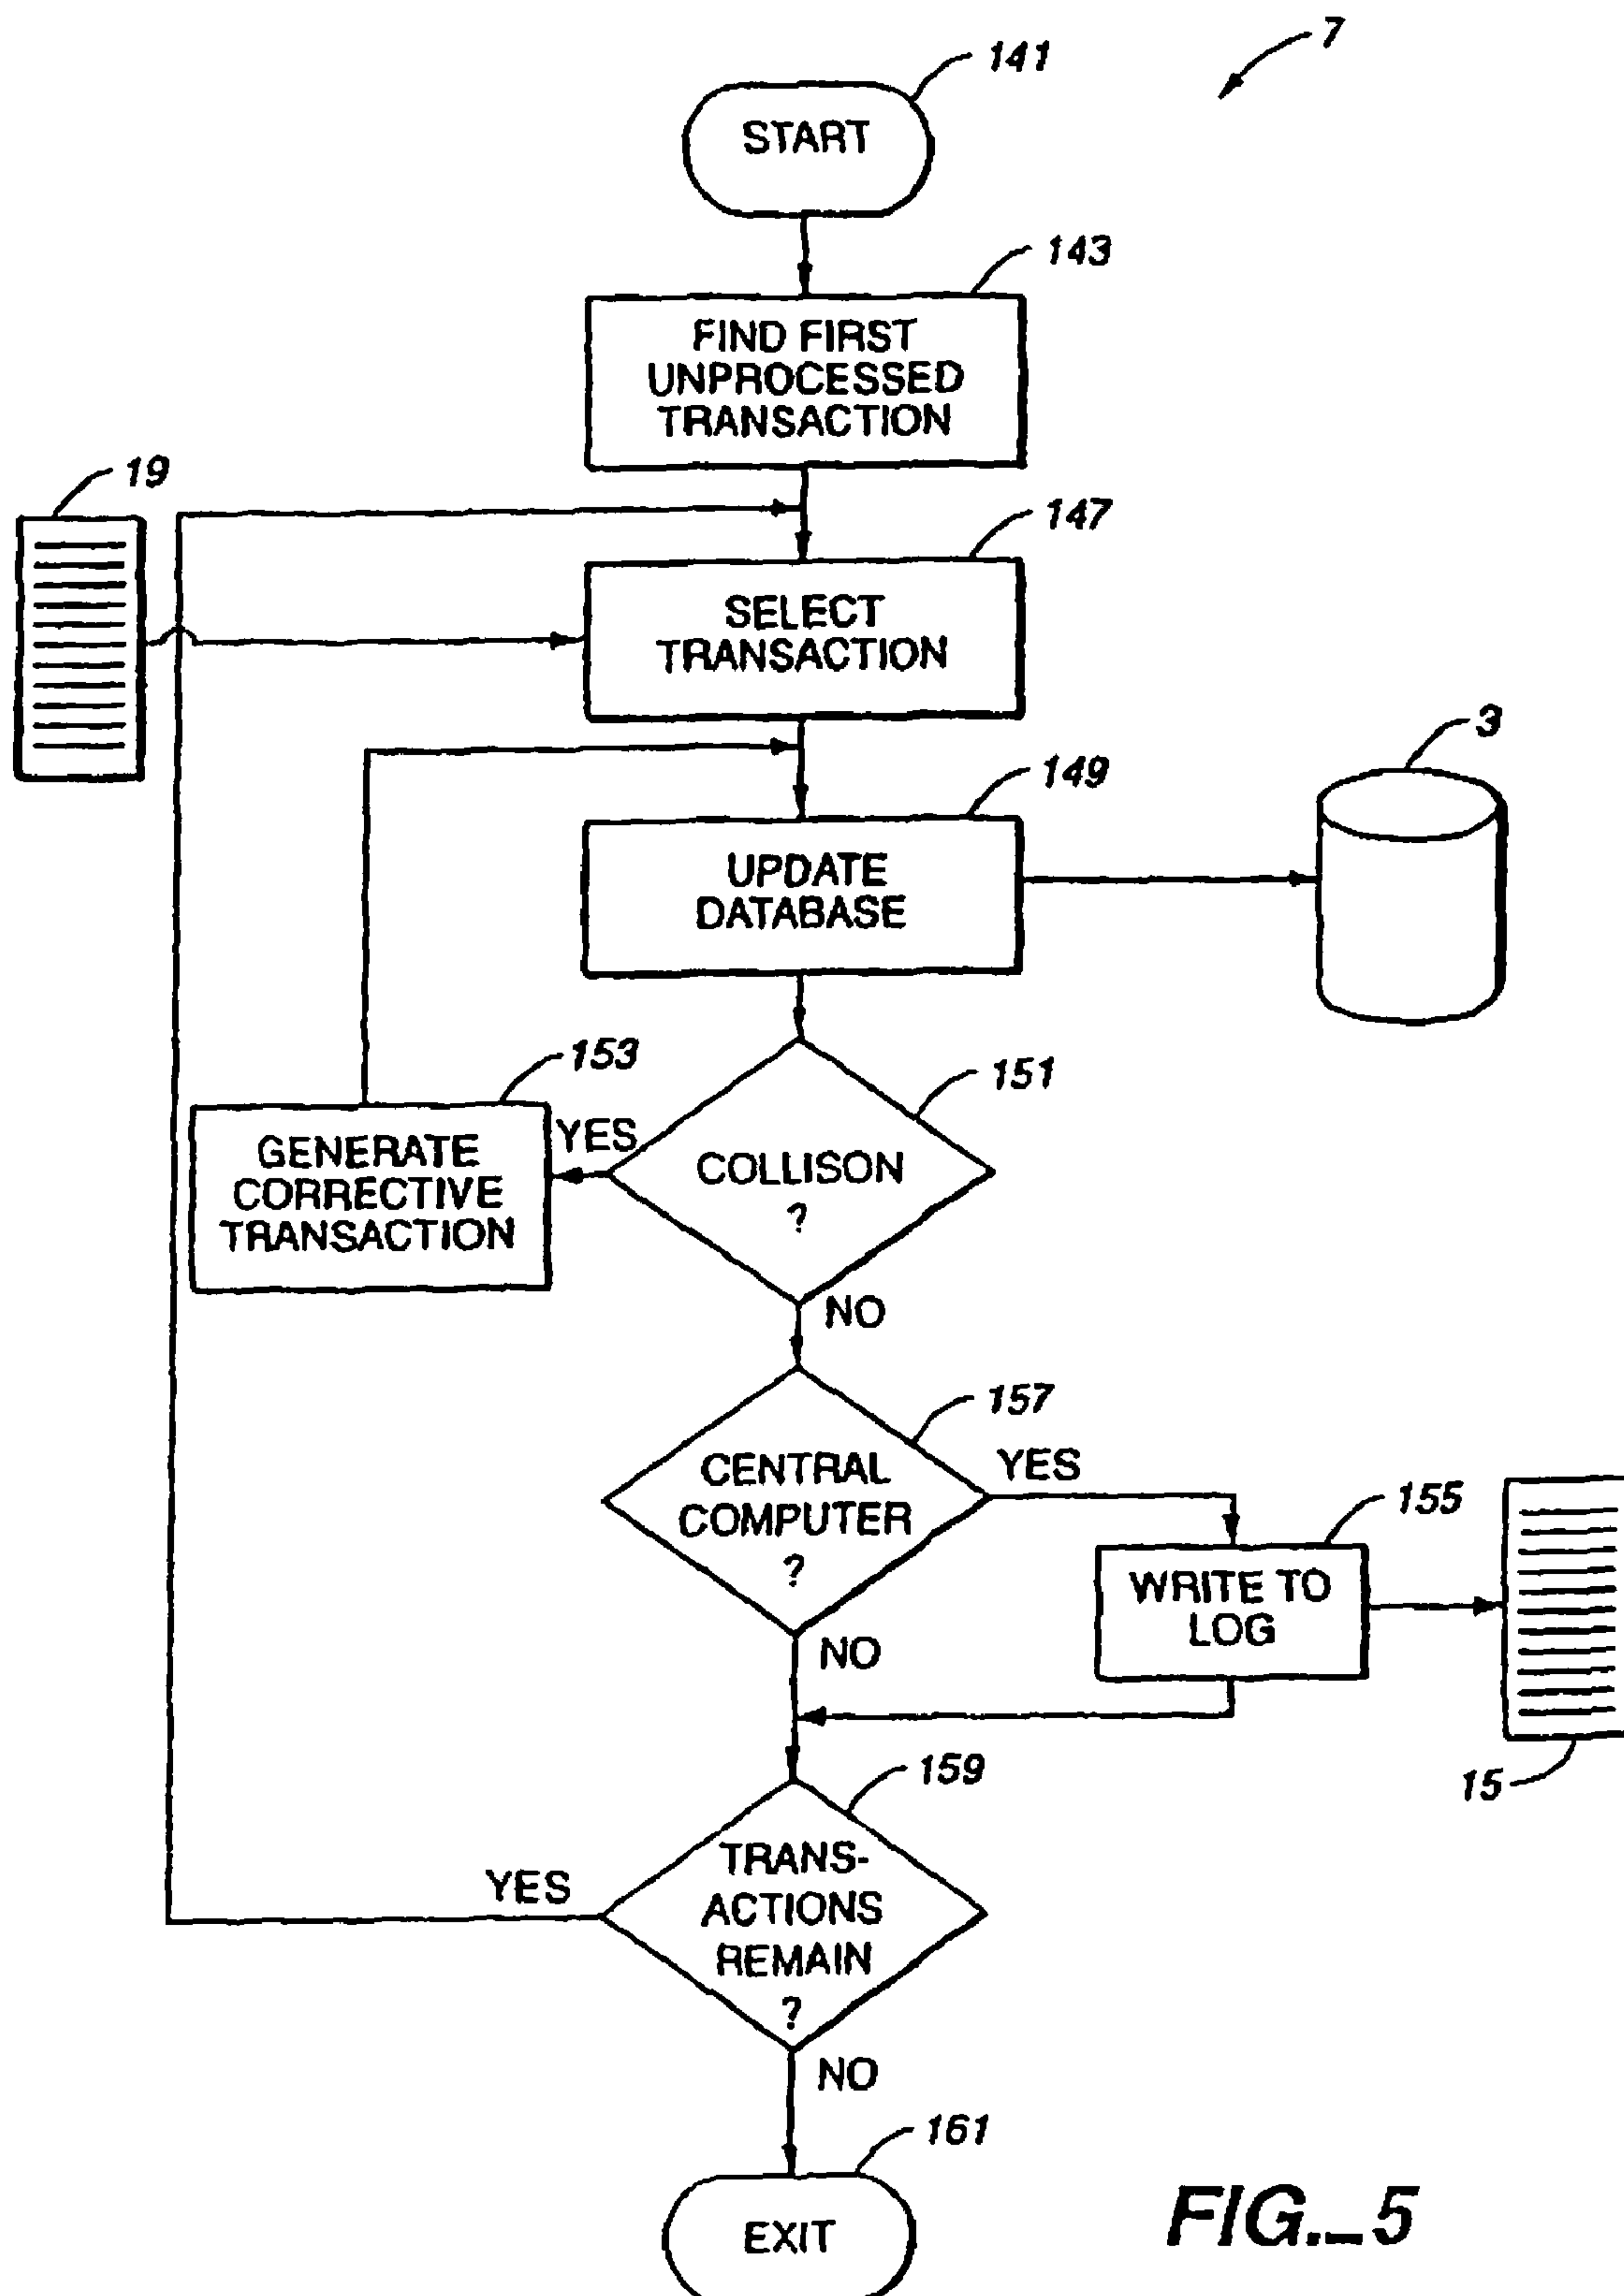 7
141
START
143
FIND FIRST
UNPROCESSED
TRANSACTION
19
147
SELECT
TRANSACTION
3
149
UPDATE
DATABASE
153
151
GENERATE
CORRECTIVE
TRANSACTION
YES
COLLISON
?
NO
157
CENTRAL
COMPUTER
?
YES
155
WRITE TO
LOG
NO
15
159
TRANS-
ACTIONS
REMAIN
?
YES
NO
161
EXIT
FIG._5